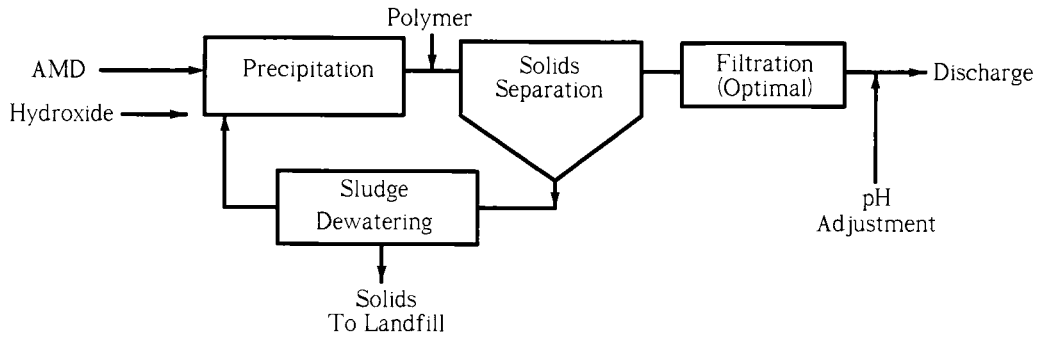 Polymer
AMD
Precipitation
Solids
Separation
Filtration
(Optimal)
Discharge
Hydroxide
Sludge
Dewatering
pH
Adjustment
Solids
To Landfill